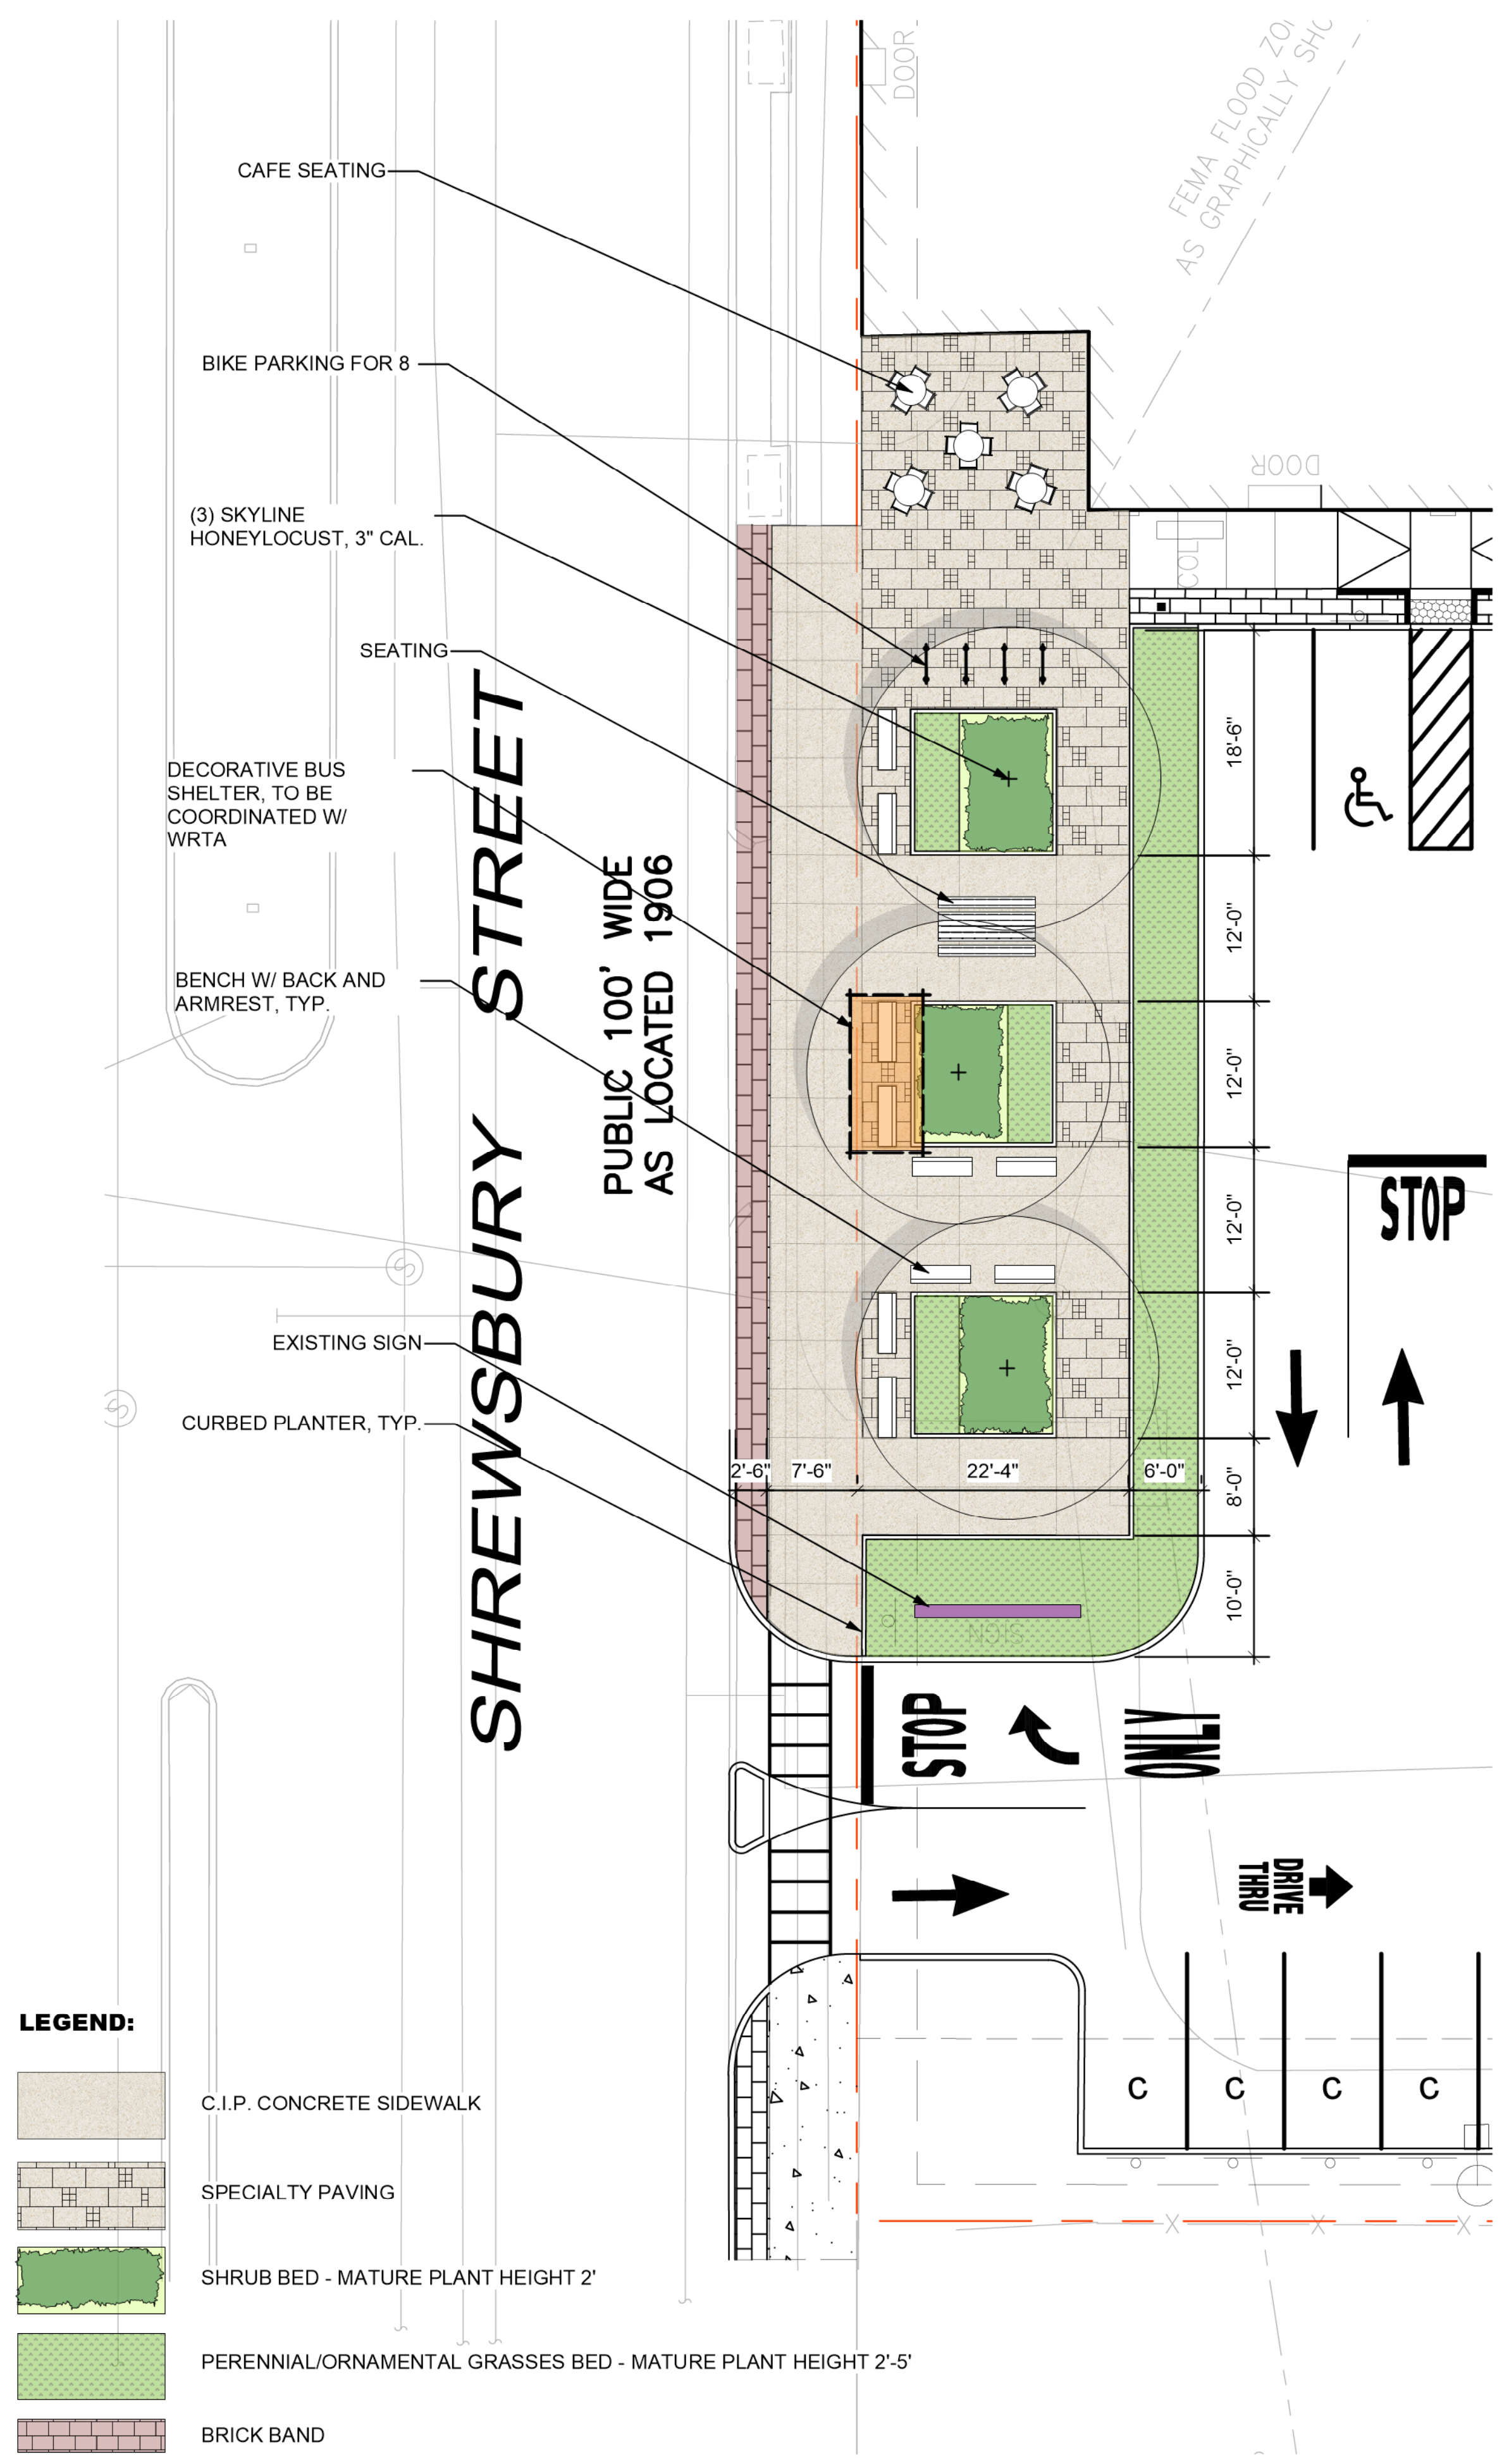 DOOR
FEMA FLOOD
AS GRAPHICALLY
CAFE SEATING
BIKE PARKING FOR 8
DOOR
(3) SKYLINE
HONEYLOCUST, 3" CAL.
COL
SEATING
DECORATIVE BUS
SHELTER, TO BE
COORDINATED W/
WRTA
BENCH W/ BACK AND
ARMREST, TYP.
SHREWSBURY STREET
PUBLIC 100' WIDE
AS LOCATED 1906
18'-6"
12'-0"
12'-0"
12'-0"
12'-0"
8'-0"
10'-0"
STOP
S
S
EXISTING SIGN
CURBED PLANTER, TYP.
2'-6" 7'-6" 22'-4" 6'-0"
SIGN
STOP
ONLY
DRIVE
THRU
C C C C
X X X
LEGEND:
C.I.P. CONCRETE SIDEWALK
SPECIALTY PAVING
SHRUB BED - MATURE PLANT HEIGHT 2'
PERENNIAL/ORNAMENTAL GRASSES BED - MATURE PLANT HEIGHT 2'-5'
BRICK BAND